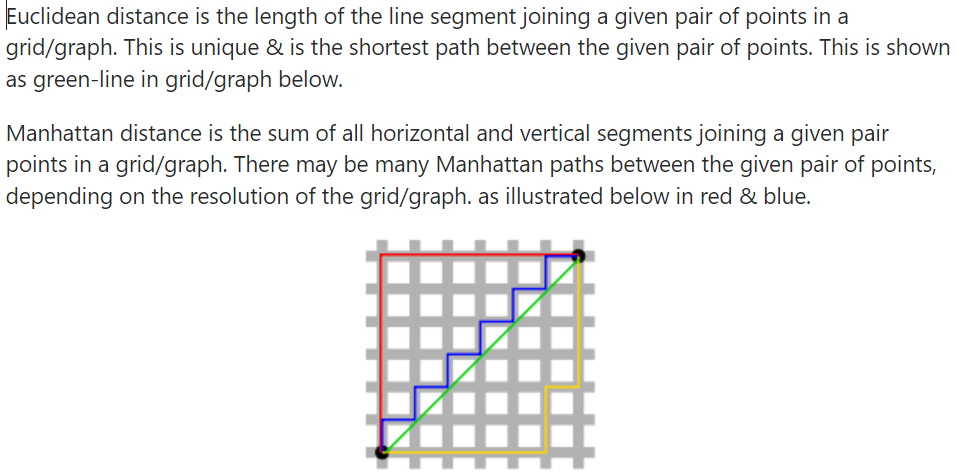 Euclidean distance is the length of the line segment joining a given pair of points in a
grid/graph. This is unique & is the shortest path between the given pair of points. This is shown
as green-line in grid/graph below.
Manhattan distance is the sum of all horizontal and vertical segments joining a given pair
points in a grid/graph. There may be many Manhattan paths between the given pair of points,
depending on the resolution of the grid/graph. as illustrated below in red & blue.